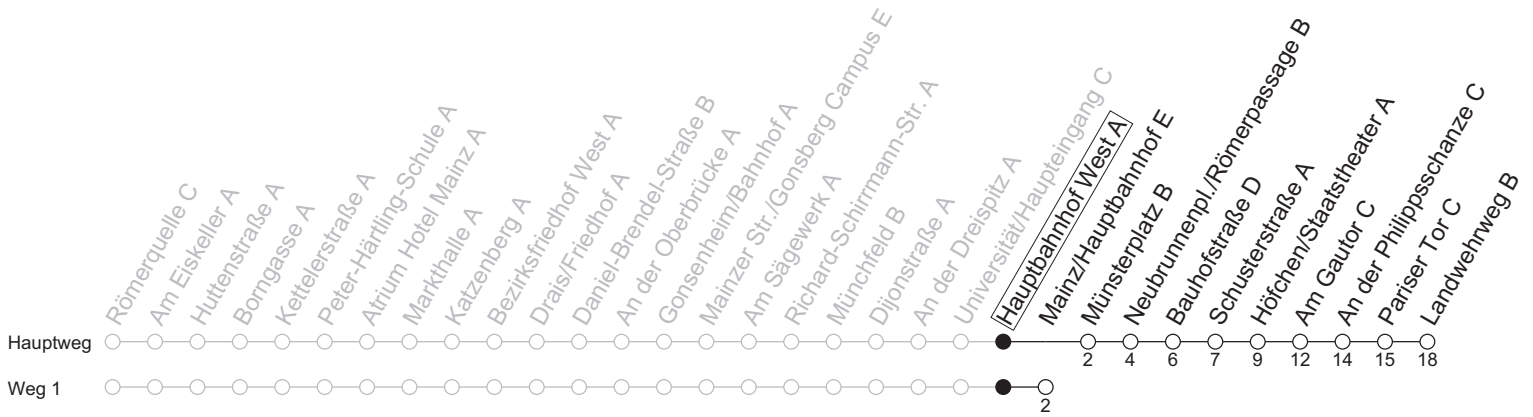 Römerquelle C
Am Eiskeller A
Huttenstraße A
Borngasse A
Kettelerstraße A
Peter-Härtling-Schule A
Atrium Hotel Mainz A
Markthalle A
Katzenberg A
Bezirksfriedhof West A
Drais/Friedhof A
Daniel-Brendel-Straße B
An der Oberbrücke A
Gonsenheim/Bahnhof A
Mainzer Str./Gonsberg Campus E
Am Sägewerk A
Richard-Schirrmann-Str. A
Münchfeld B
Dijonstraße A
An der Dreispitz A
Universität/Haupteingang C
Hauptbahnhof West A
Mainz/Hauptbahnhof E
Münsterplatz B
Neubrunnenpl./Römerpassage B
Bauhofstraße D
Schusterstraße A
Höfchen/Staatstheater A
Am Gautor C
An der Philippsschanze C
Pariser Tor C
Landwehrweg B
Hauptweg
2 4 6 7 9 12 14 15 18
Weg 1
2